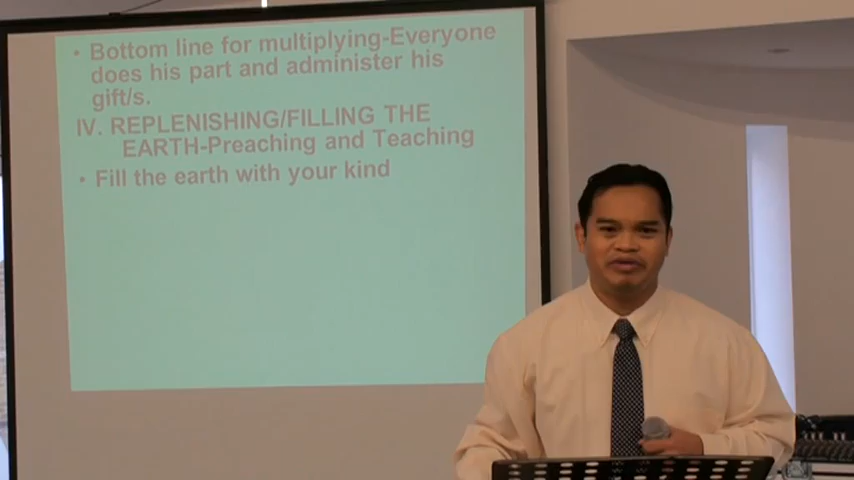 • Bottom line for multiplying-Everyone
does his part and administer his
gift/s.
IV. REPLENISHING/FILLING THE
EARTH-Preaching and Teaching
• Fill the earth with your kind